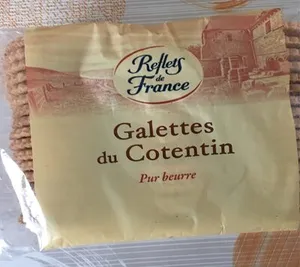 Reflets
de
France
Galettes
du Cotentin
Pur beurre